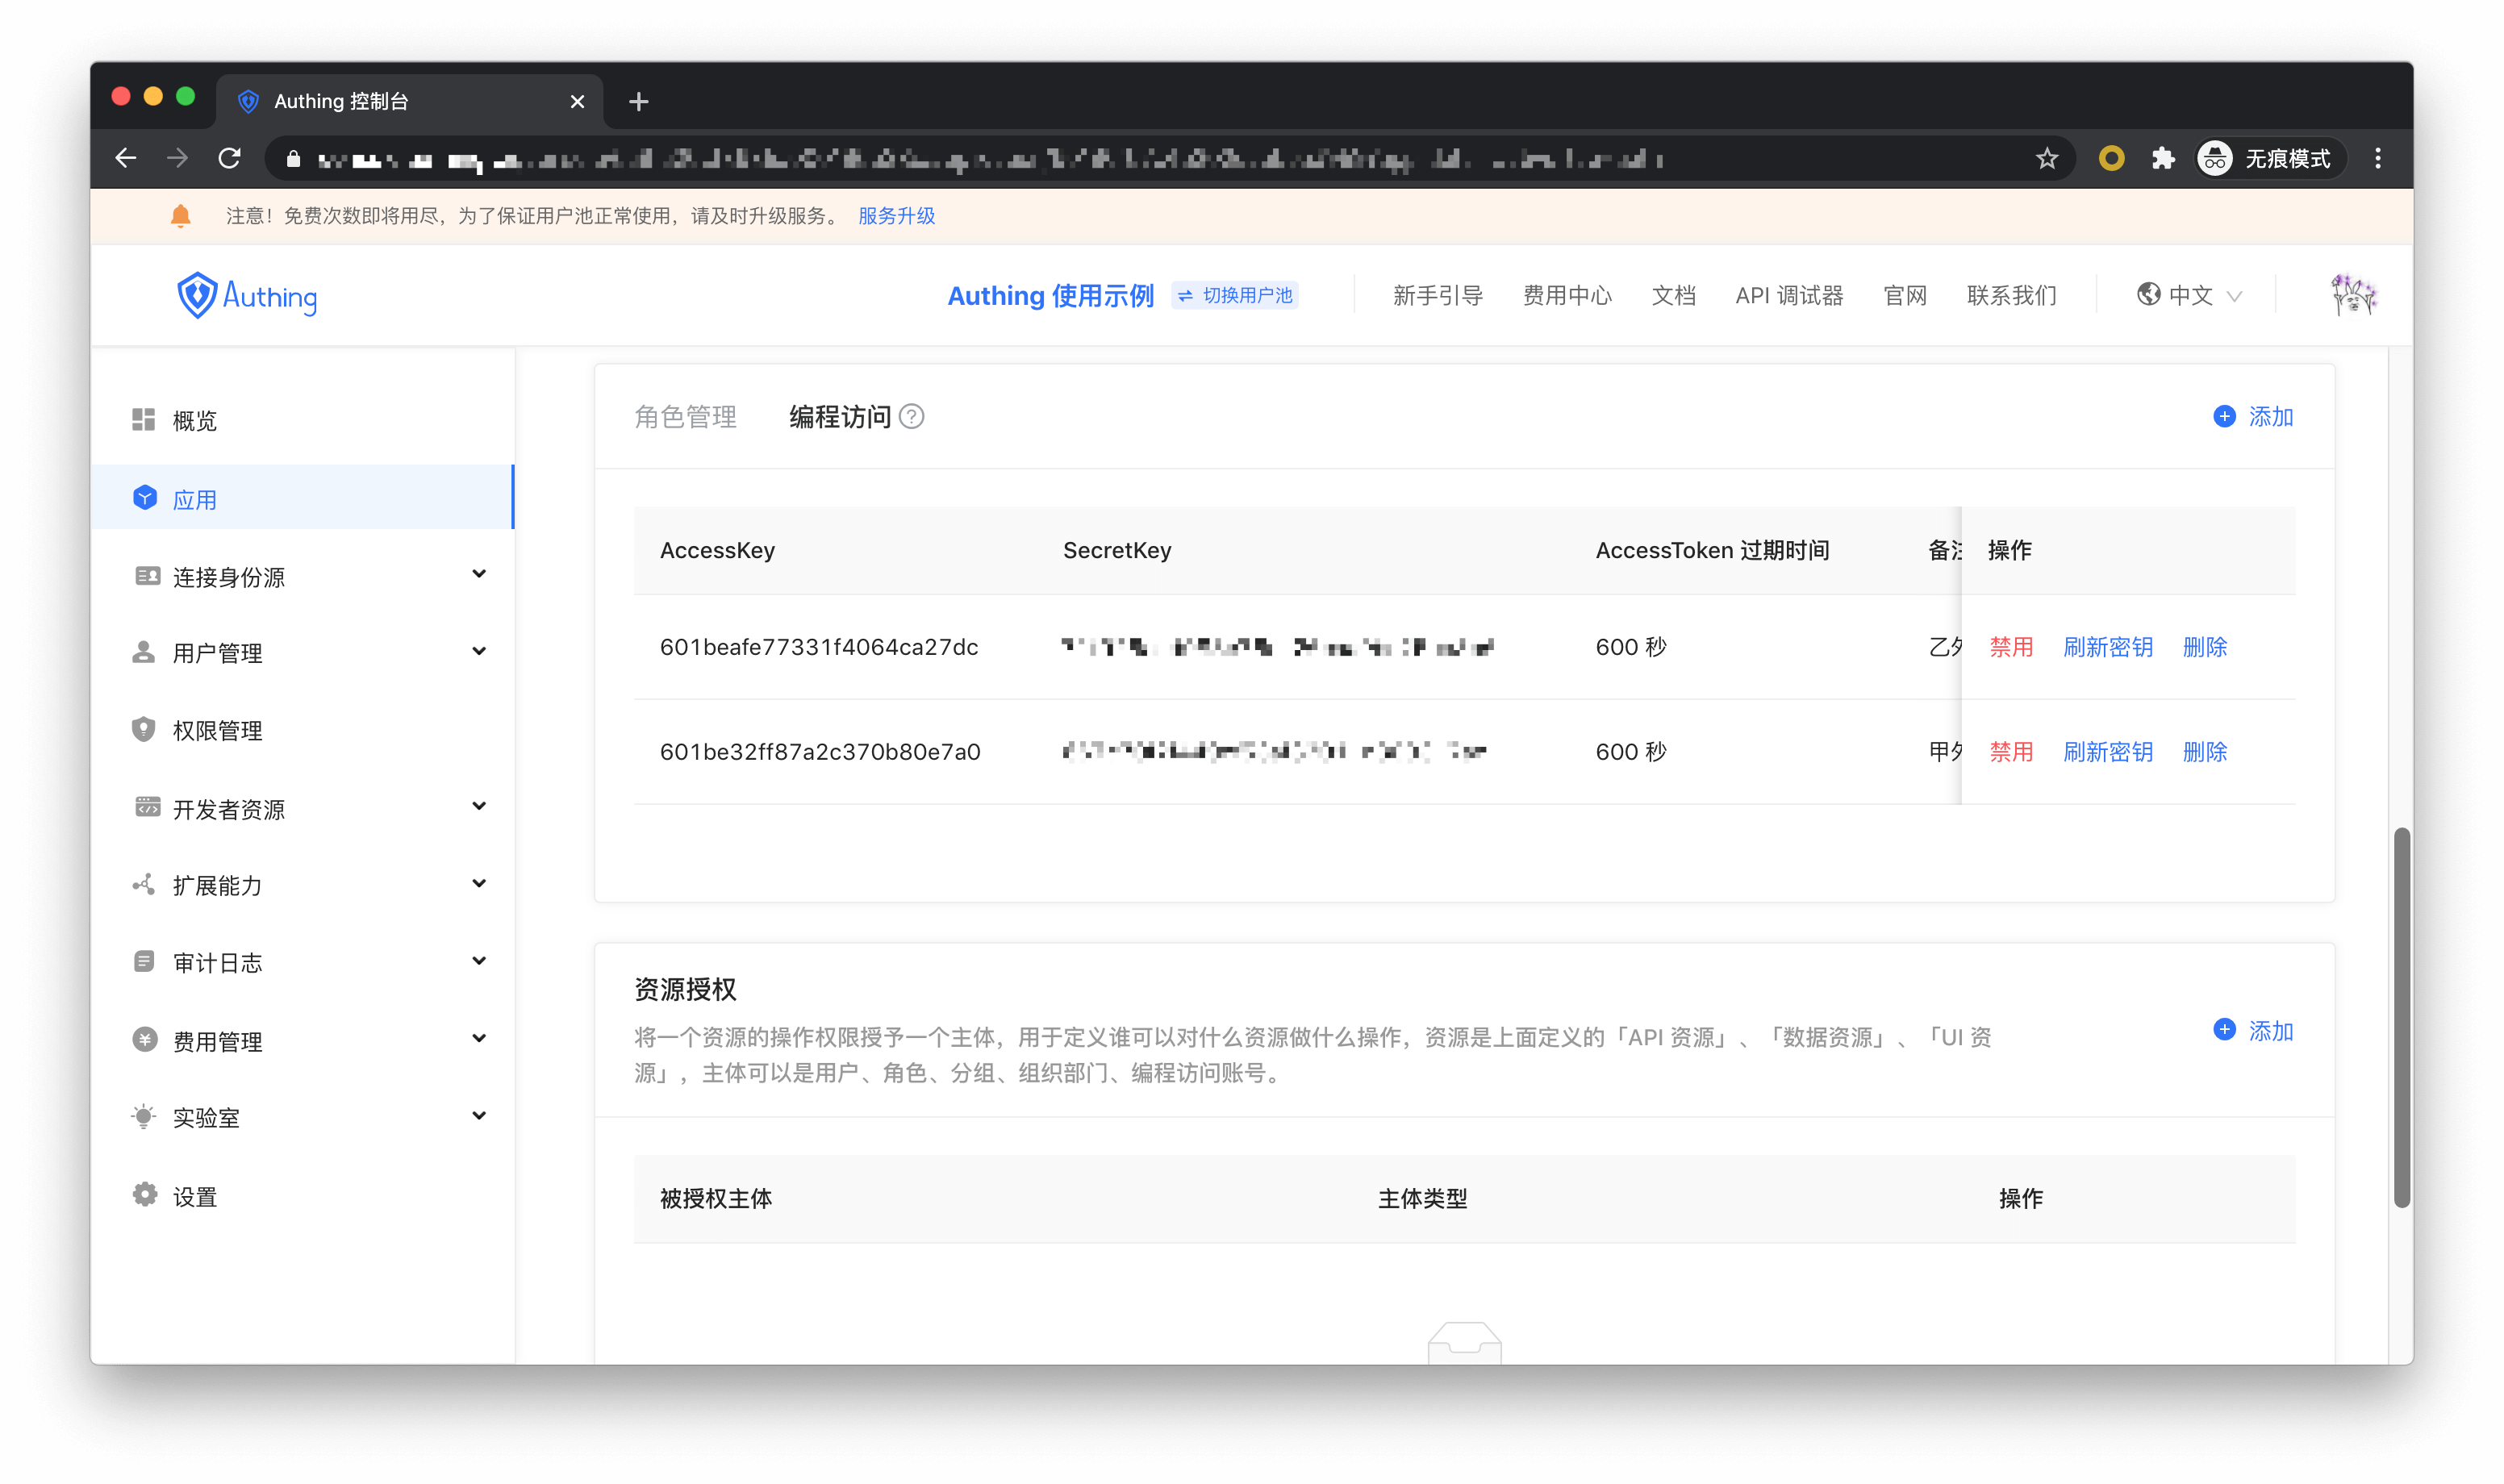 Authing 控制台
无痕模式
注意！免费次数即将用尽，为了保证用户池正常使用，请及时升级服务。 服务升级
Authing
Authing 使用示例 切换用户池 新手引导 费用中心 文档 API 调试器 官网 联系我们 中文
概览
应用
连接身份源
用户管理
权限管理
开发者资源
扩展能力
审计日志
费用管理
实验室
设置
角色管理 编程访问 添加
AccessKey SecretKey AccessToken 过期时间 备注 操作
601beafe77331f4064ca27dc 600 秒 乙外 禁用 刷新密钥 删除
601be32ff87a2c370b80e7a0 600 秒 甲外 禁用 刷新密钥 删除
资源授权
将一个资源的操作权限授予一个主体，用于定义谁可以对什么资源做什么操作，资源是上面定义的「API 资源」、「数据资源」、「UI 资
源」，主体可以是用户、角色、分组、组织部门、编程访问账号。
添加
被授权主体 主体类型 操作